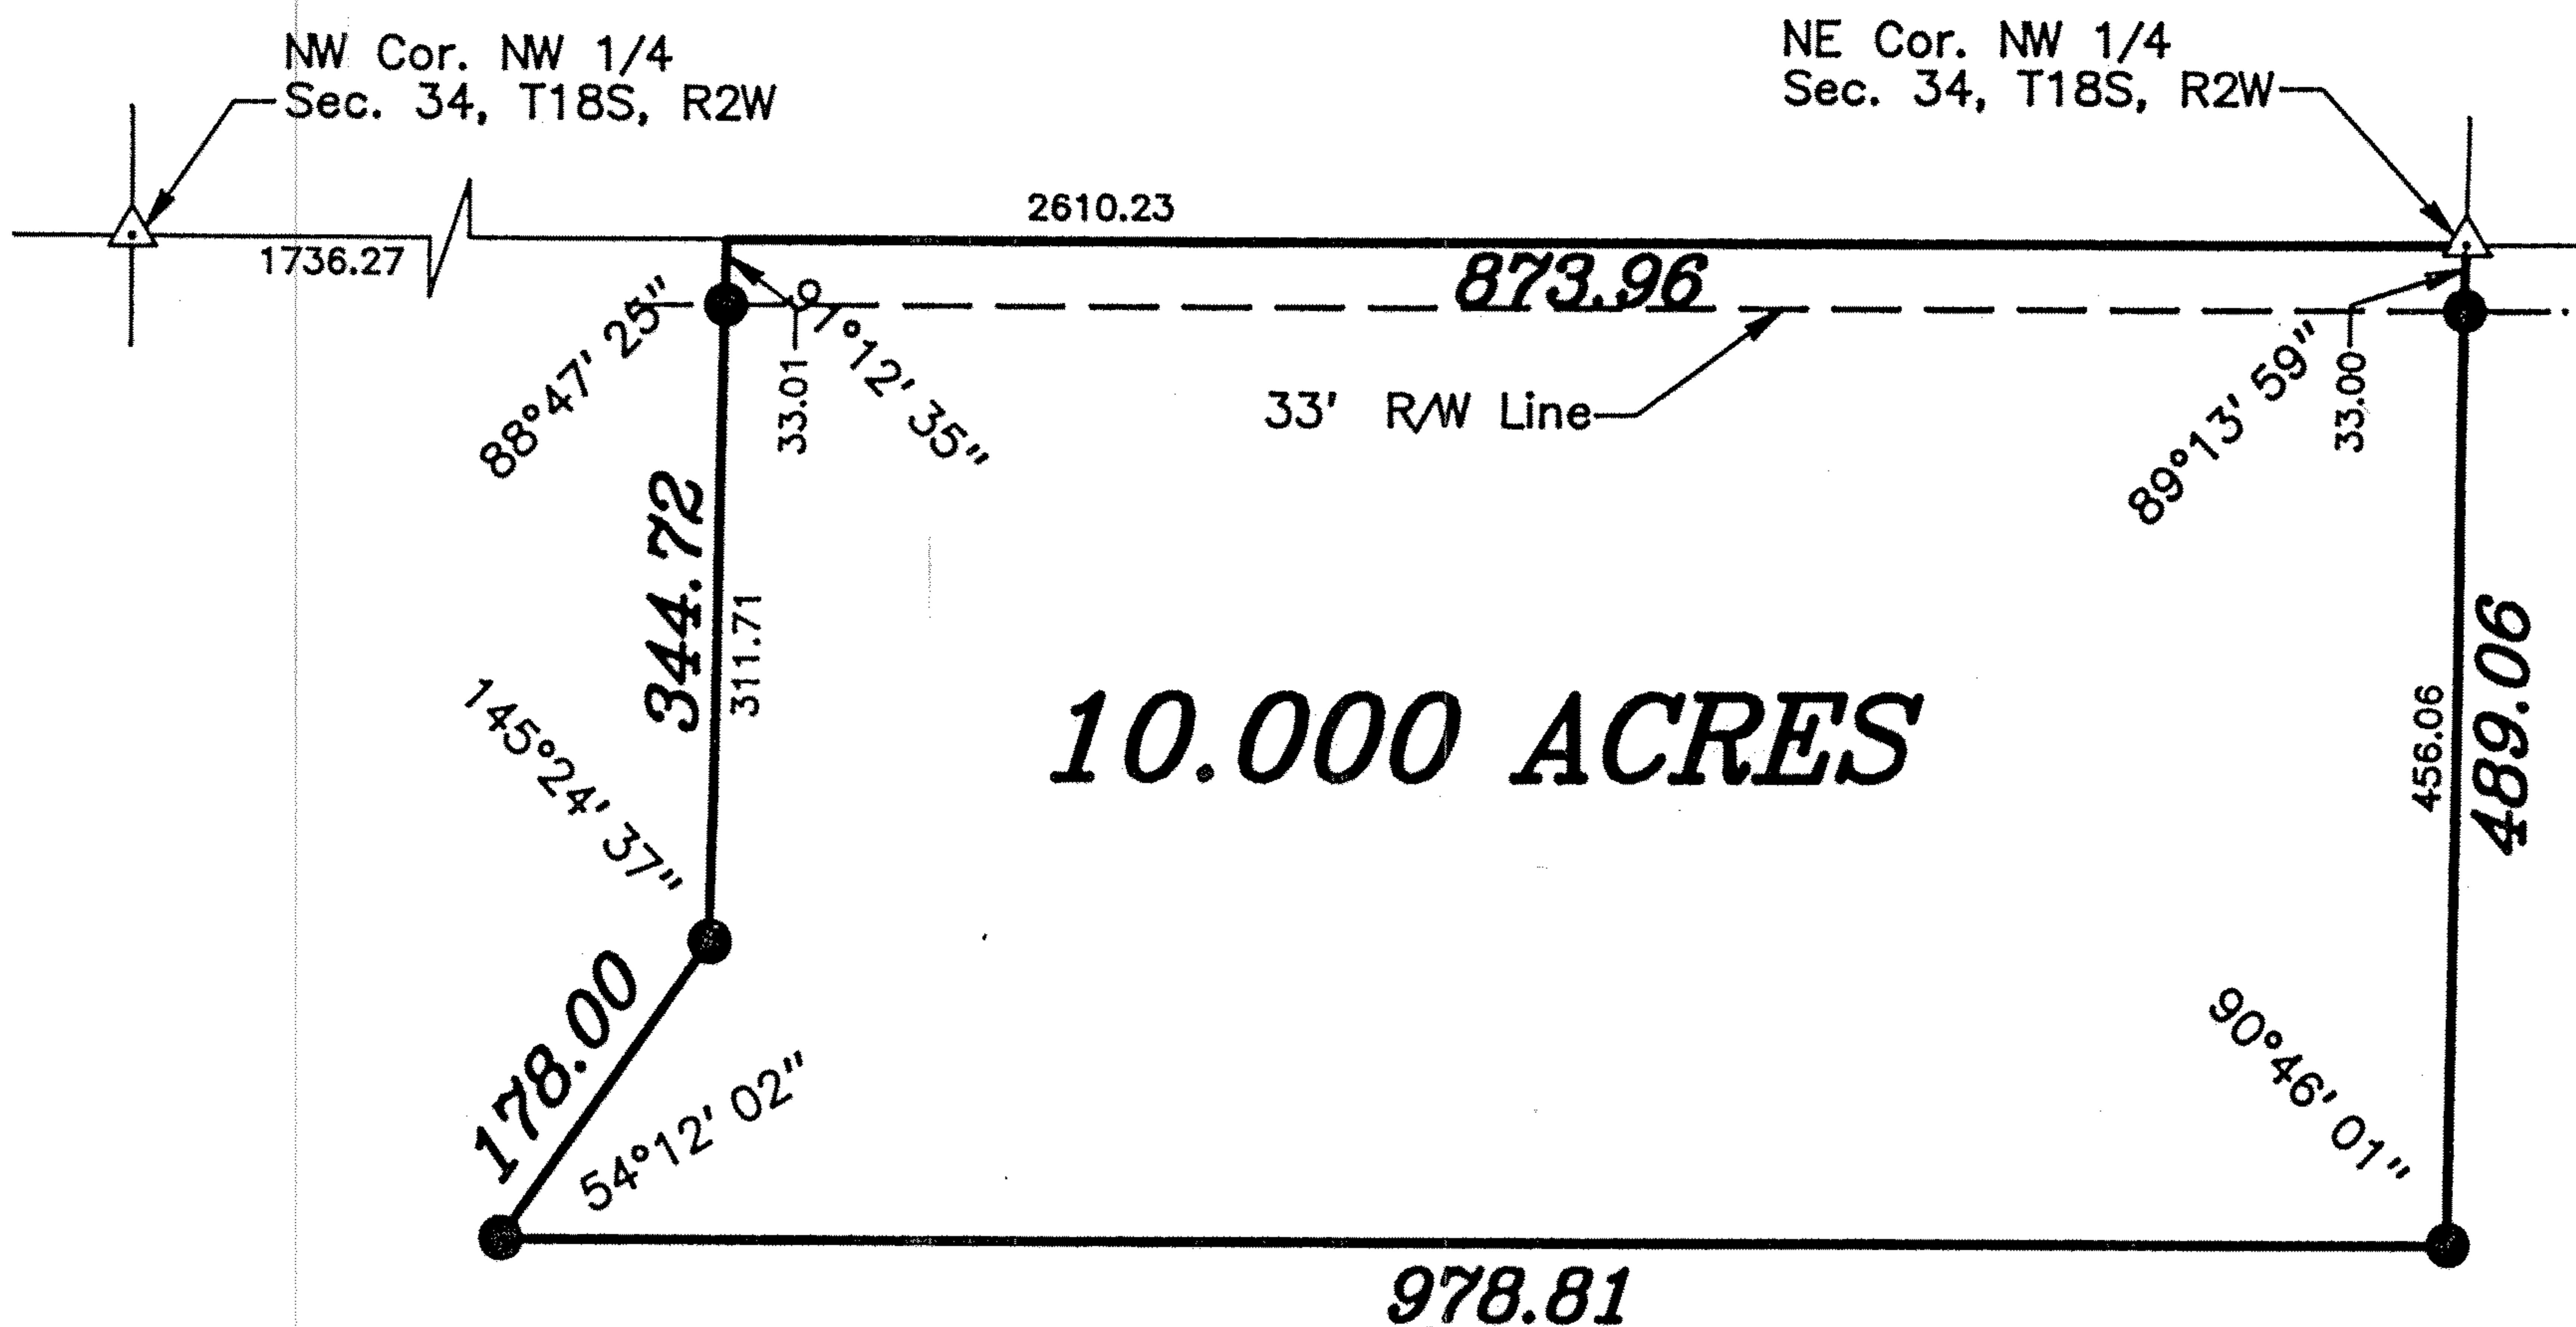 NW Cor. NW 1/4
Sec. 34, T18S, R2W
NE Cor. NW 1/4
Sec. 34, T18S, R2W
2610.23
1736.27
873.96
88°47' 25"
91°12' 35"
33.01
33' R/W Line
89°13' 59"
33.00
344.72
311.71
145°24' 37"
10.000 ACRES
456.06
489.06
178.00
54°12' 02"
90°46' 01"
978.81